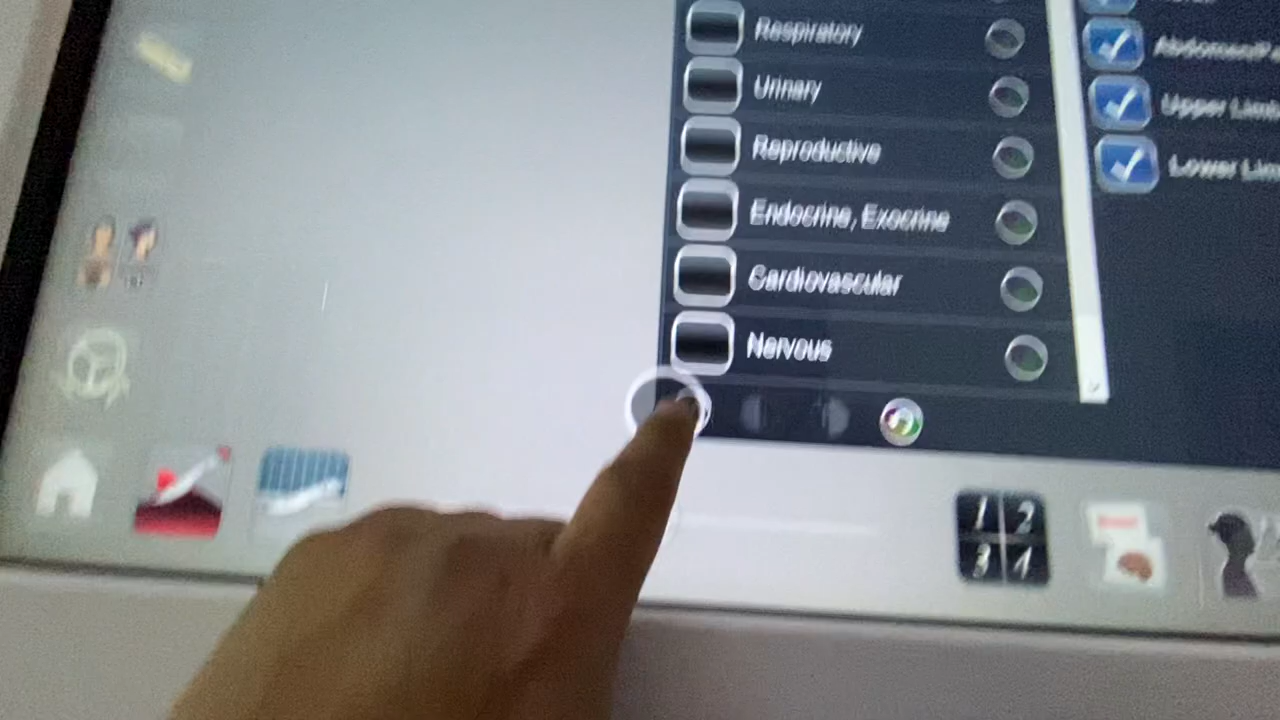 Respiratory
Urinary
Reproductive
Endocrine, Exocrine
Cardiovascular
Nervous
Upper Limb
Lower Lim
1 2
3 4